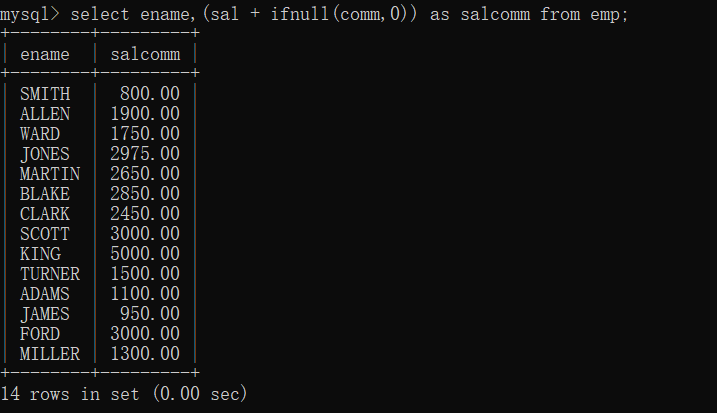 mysql> select ename,(sal + ifnull(comm,0)) as salcomm from emp;
+--------+---------+
| ename  | salcomm |
+--------+---------+
| SMITH  |  800.00 |
| ALLEN  | 1900.00 |
| WARD   | 1750.00 |
| JONES  | 2975.00 |
| MARTIN | 2650.00 |
| BLAKE  | 2850.00 |
| CLARK  | 2450.00 |
| SCOTT  | 3000.00 |
| KING   | 5000.00 |
| TURNER | 1500.00 |
| ADAMS  | 1100.00 |
| JAMES  |  950.00 |
| FORD   | 3000.00 |
| MILLER | 1300.00 |
+--------+---------+
14 rows in set (0.00 sec)